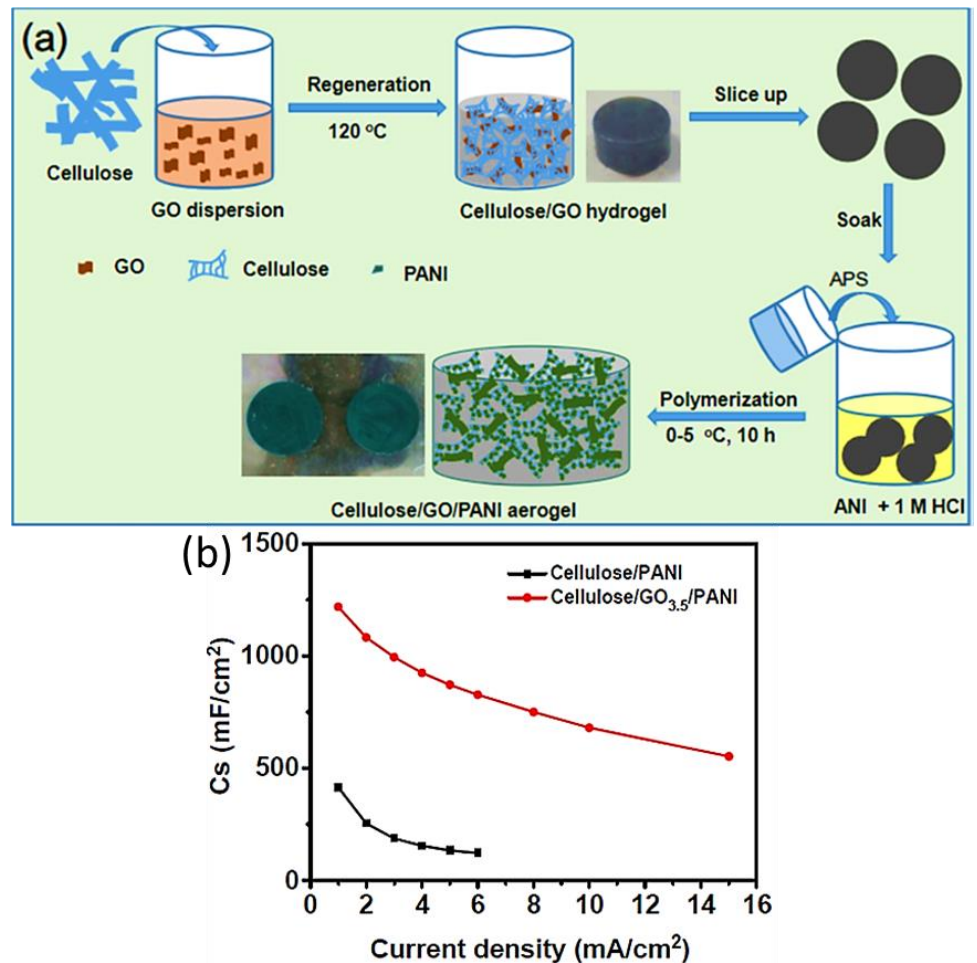 (a)
Regeneration
120 °C
Slice up
Cellulose
GO dispersion
Cellulose/GO hydrogel
Soak
GO
Cellulose
PANI
APS
Polymerization
0-5 °C, 10 h
Cellulose/GO/PANI aerogel
ANI + 1 M HCl
(b)
1500
1000
500
0
Cs (mF/cm²)
Cellulose/PANI
Cellulose/GO₃.₅/PANI
0 2 4 6 8 10 12 14 16
Current density (mA/cm²)